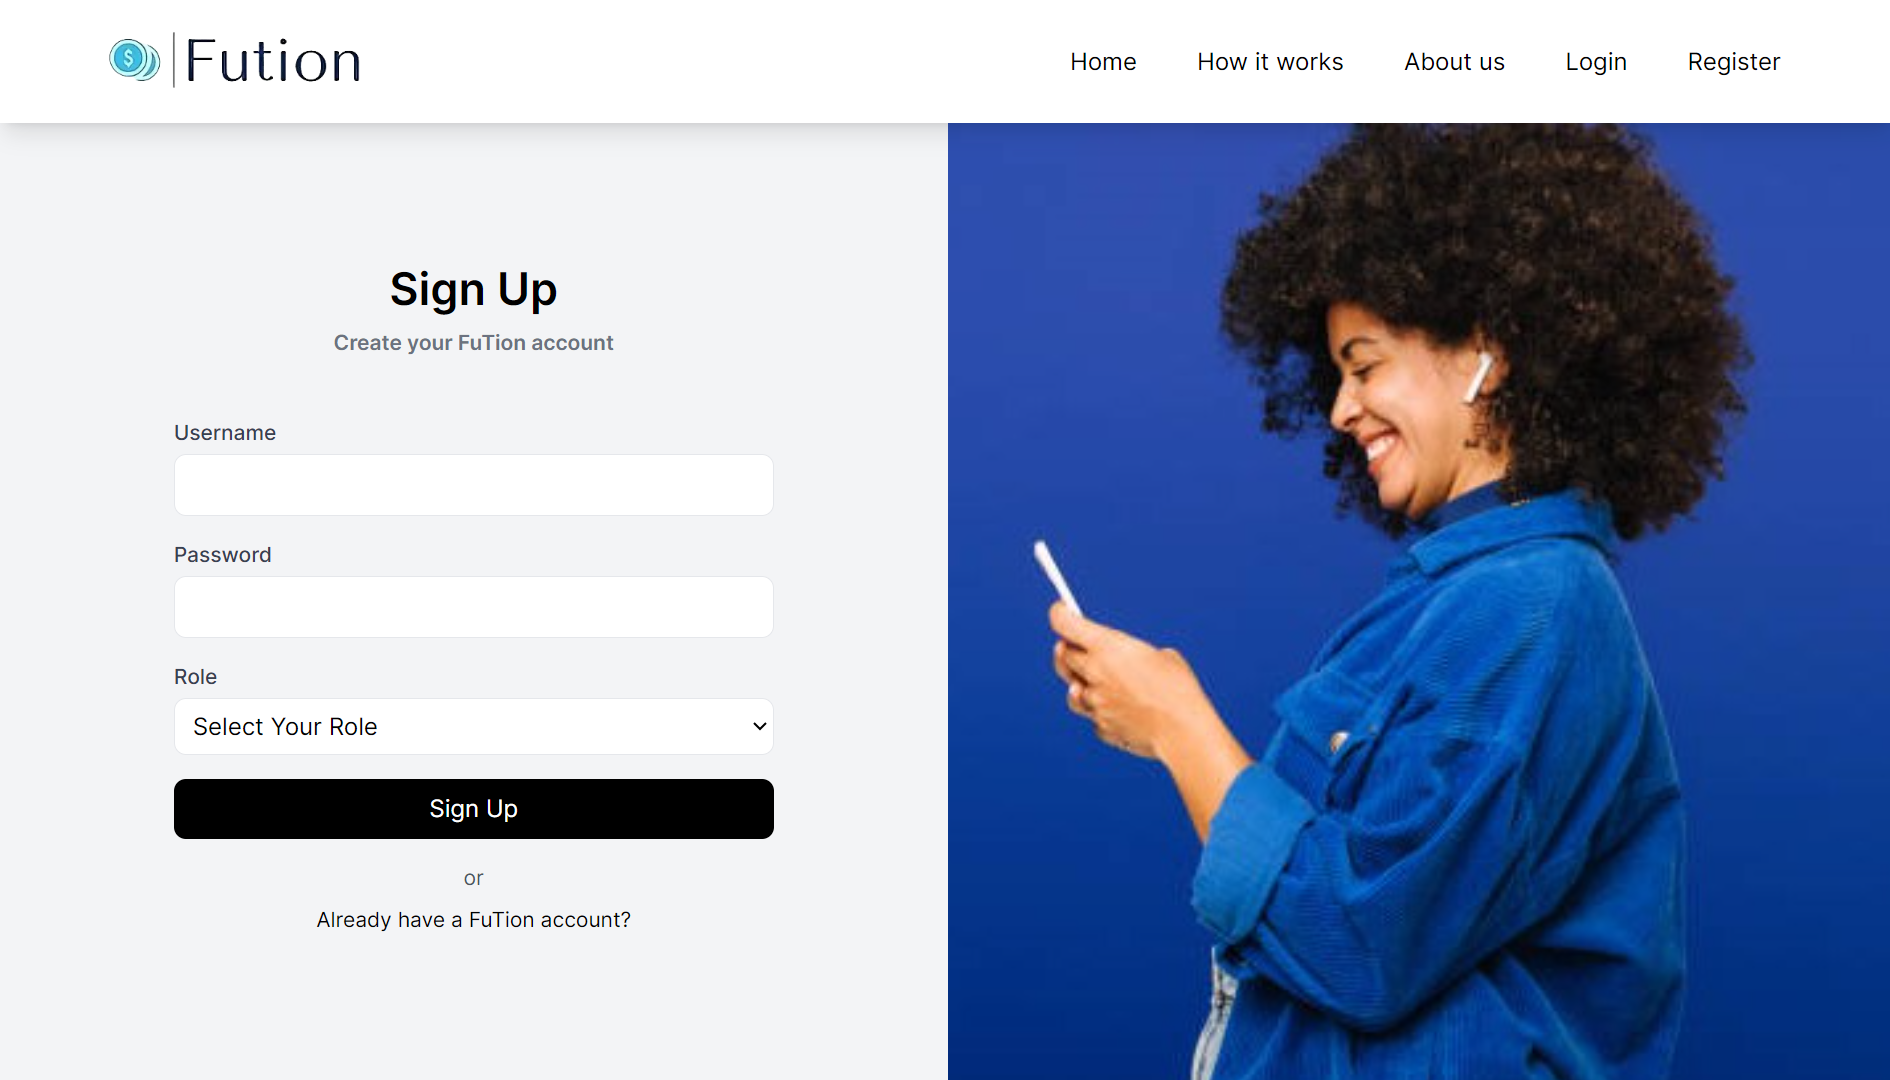 $ Fution
Home How it works About us Login Register
Sign Up
Create your FuTion account
Username
Password
Role
Select Your Role
Sign Up
or
Already have a FuTion account?